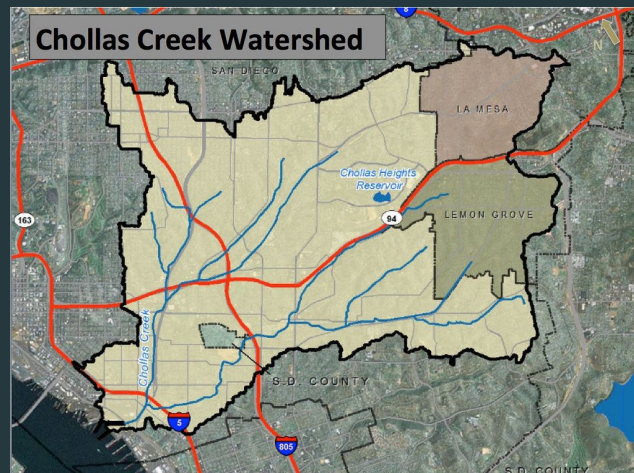 8
Chollas Creek Watershed
N
SAN DIEGO
LA MESA
Chollas Heights
Reservoir
163
94
LEMON GROVE
Chollas Creek
S.D. COUNTY
5
805
S.D. COUNTY